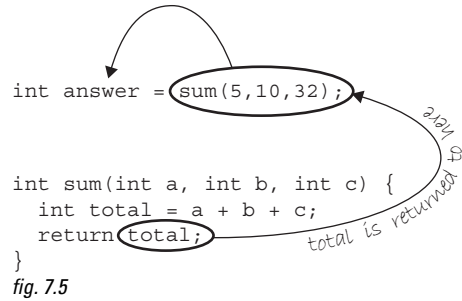 int answer = sum(5,10,32);
total is returned to here
int sum(int a, int b, int c) {
int total = a + b + c;
return total;
}
fig. 7.5